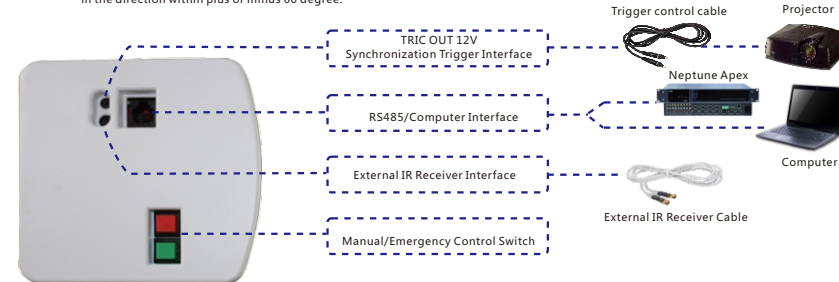 in the direction within plus or minus 60 degree.
Trigger control cable
Projector
TRIC OUT 12V
Synchronization Trigger Interface
Neptune Apex
RS485/Computer Interface
Computer
External IR Receiver Interface
External IR Receiver Cable
Manual/Emergency Control Switch